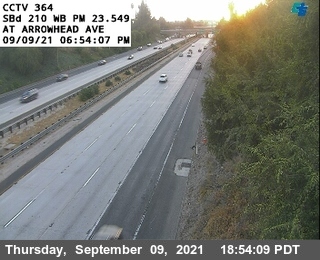 CCTV 364
SBd 210 WB PM 23.549
AT ARROWHEAD AVE
09/09/21 06:54:07 PM
Thursday, September 09, 2021 18:54:09 PDT